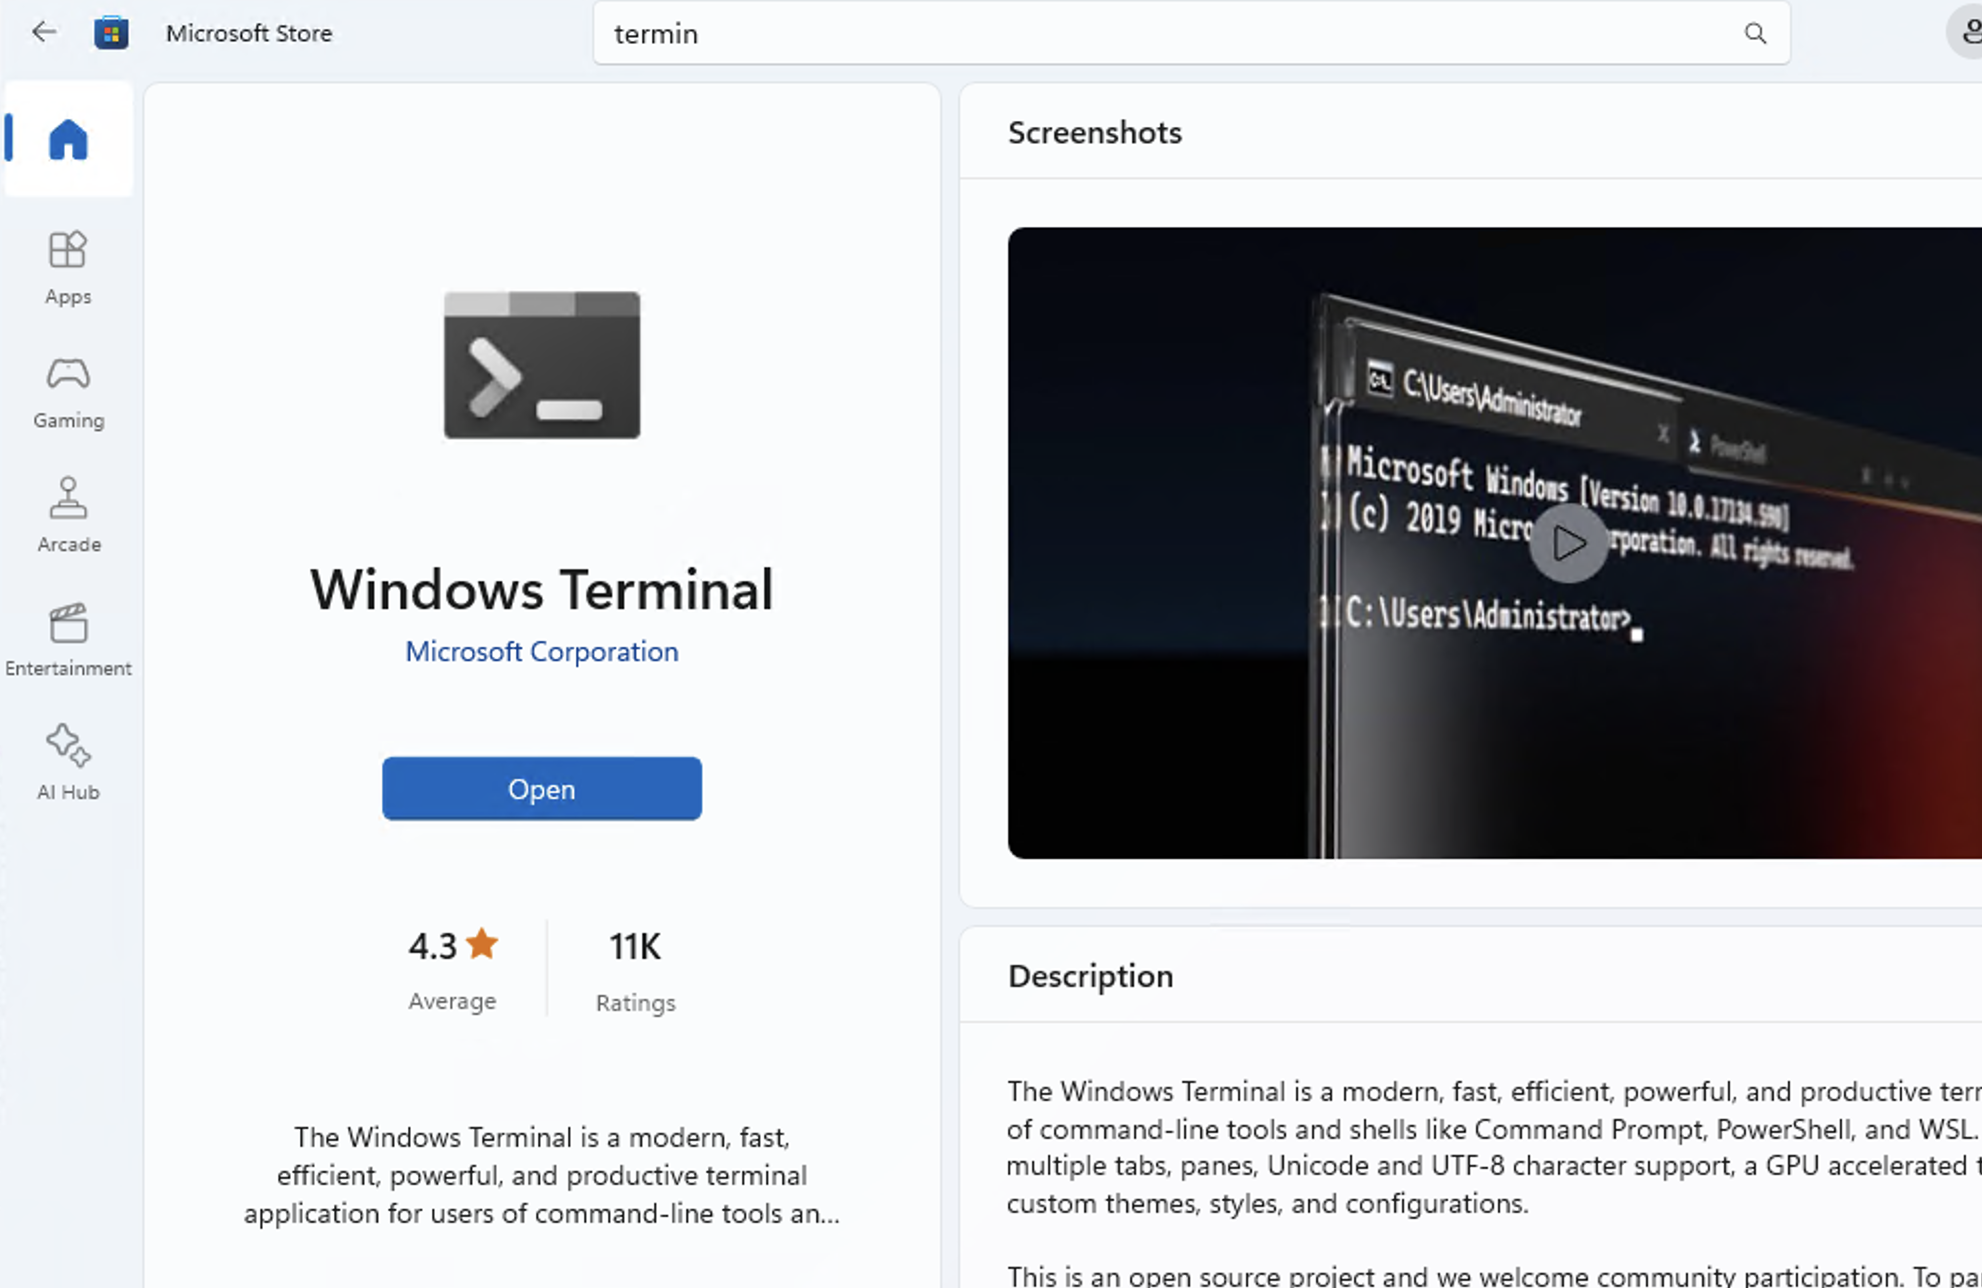 Microsoft Store
termin
Apps
Gaming
Arcade
Entertainment
AI Hub
Windows Terminal
Microsoft Corporation
Open
4.3
Average
11K
Ratings
The Windows Terminal is a modern, fast,
efficient, powerful, and productive terminal
application for users of command-line tools an...
Screenshots
C:\Users\Administrator
PowerShell
Microsoft Windows [Version 10.0.17134.590]
(c) 2019 Micro rporation. All rights reserved.
C:\Users\Administrator>
Description
The Windows Terminal is a modern, fast, efficient, powerful, and productive ter
of command-line tools and shells like Command Prompt, PowerShell, and WSL.
multiple tabs, panes, Unicode and UTF-8 character support, a GPU accelerated t
custom themes, styles, and configurations.
This is an open source project and we welcome community participation. To pa